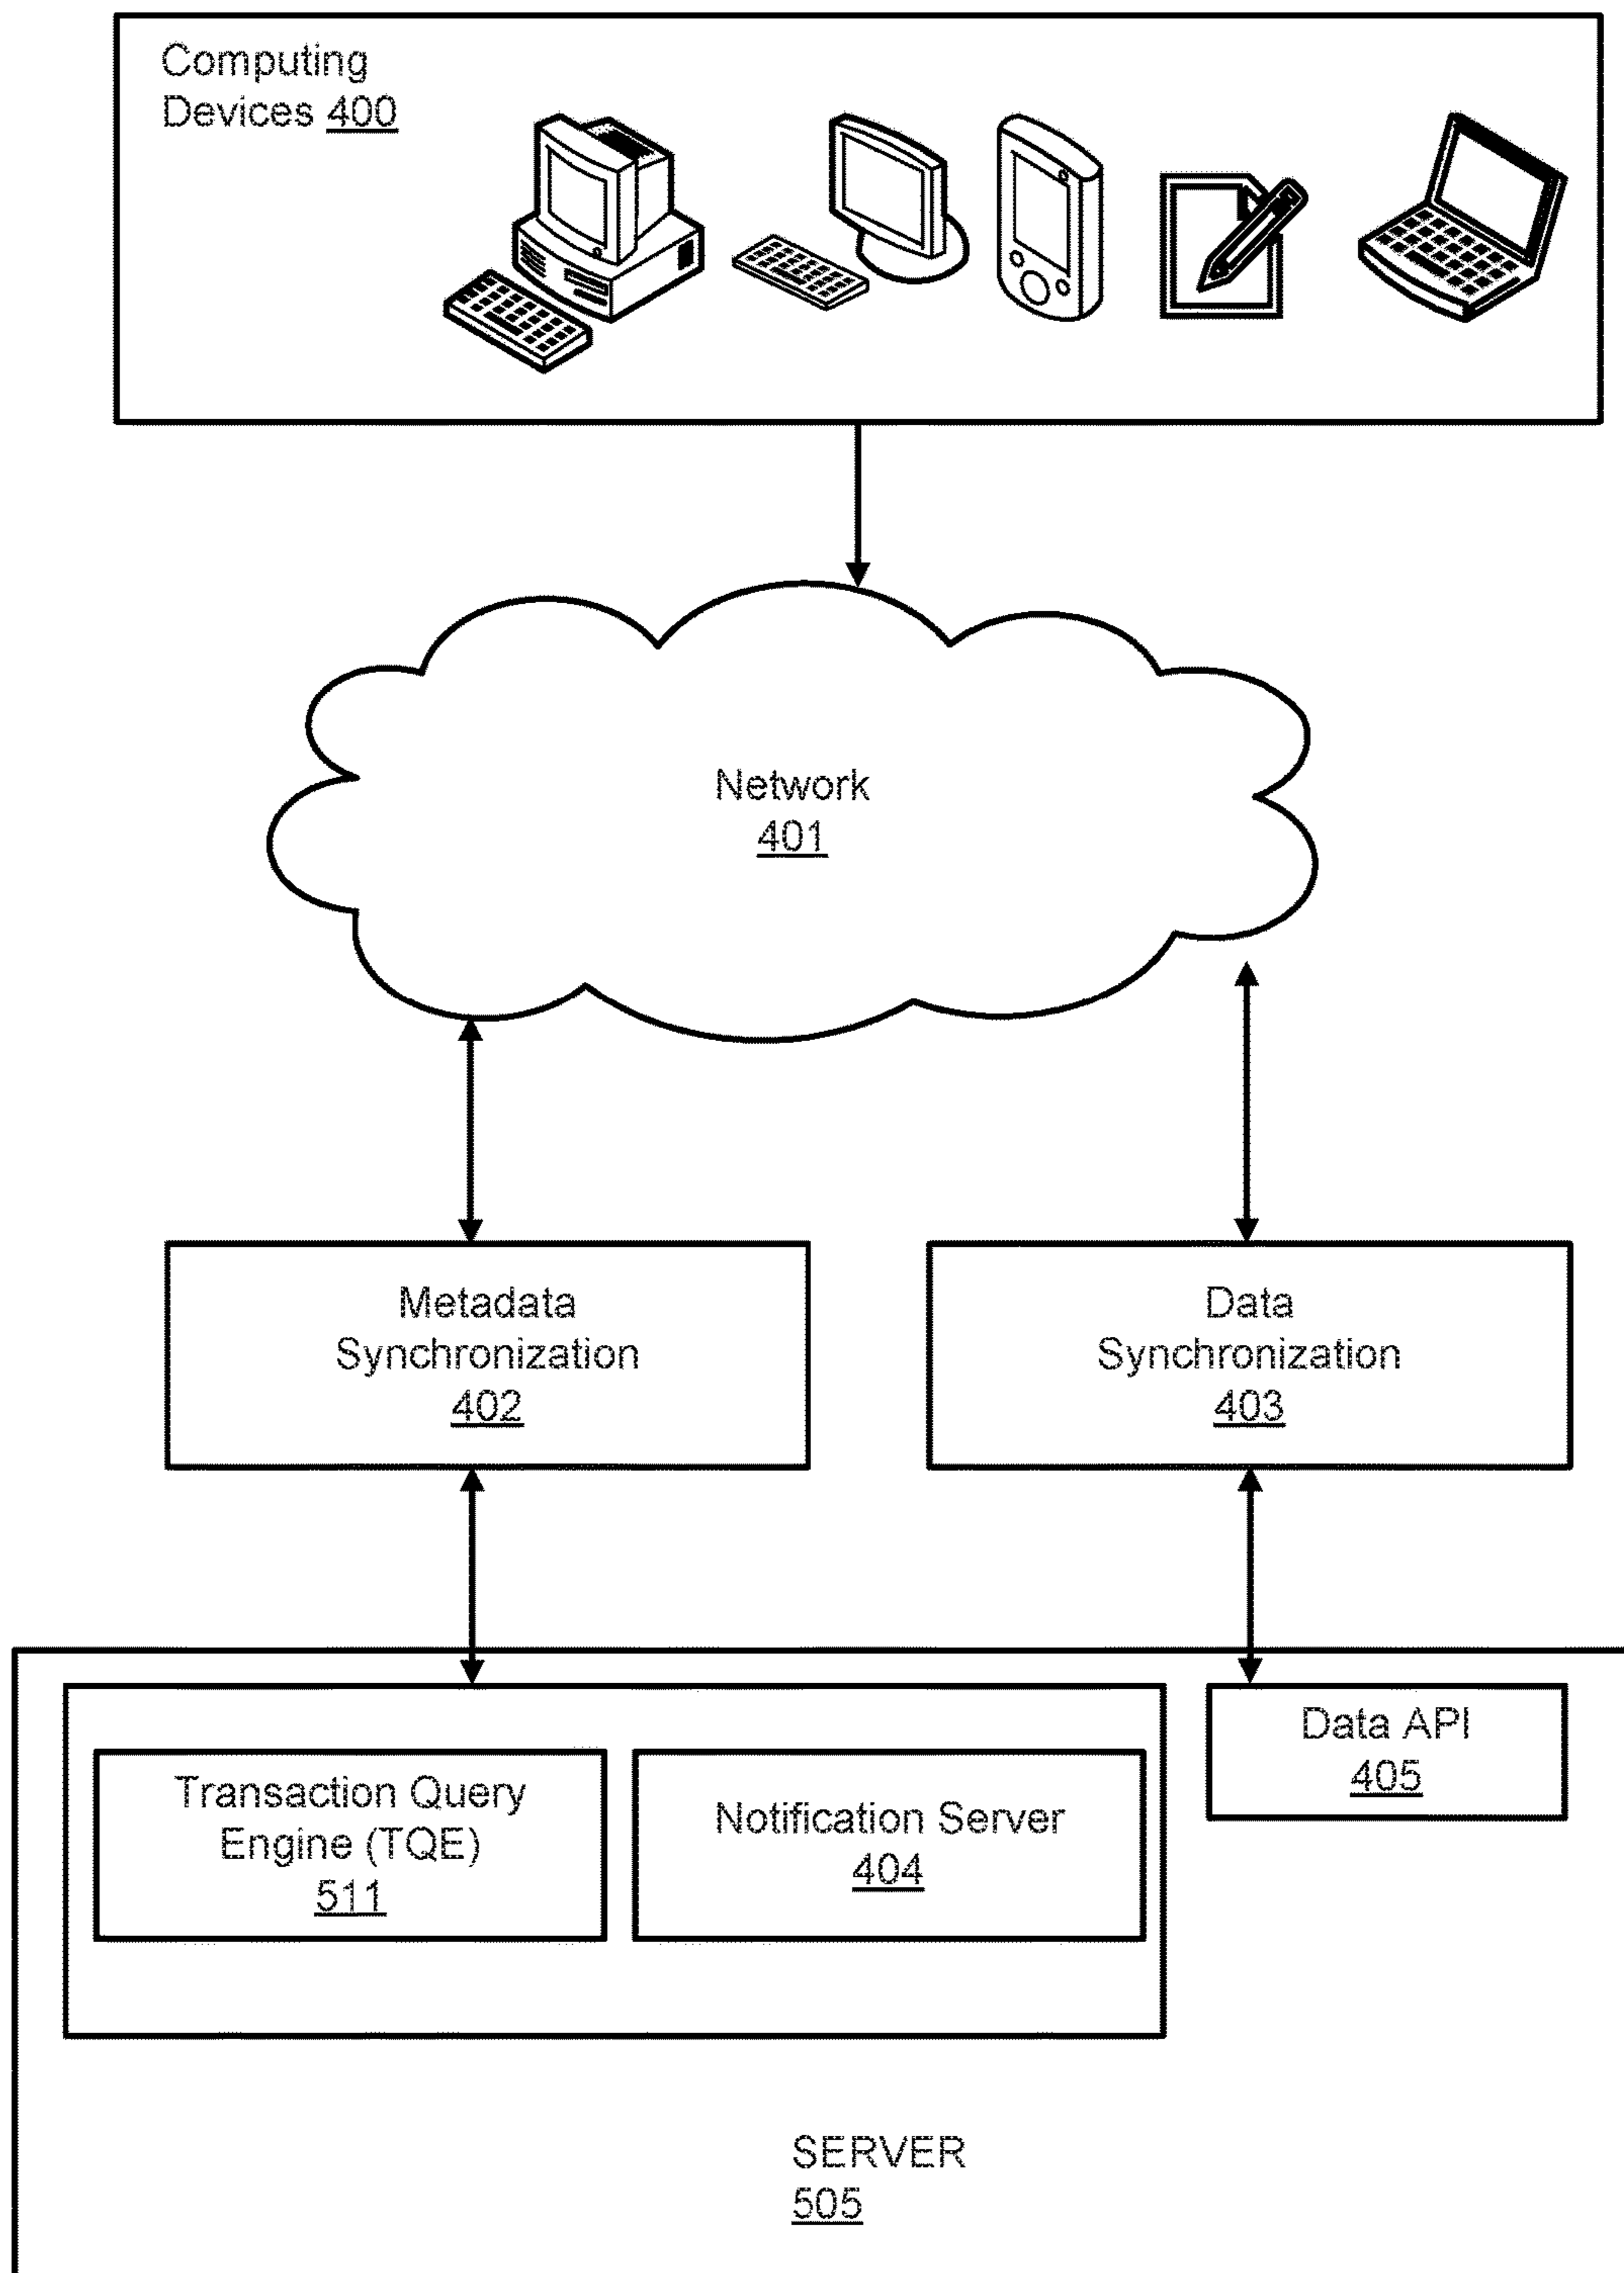 Computing
Devices 400
Network
401
Metadata
Synchronization
402
Data
Synchronization
403
Transaction Query
Engine (TQE)
511
Notification Server
404
Data API
405
SERVER
505